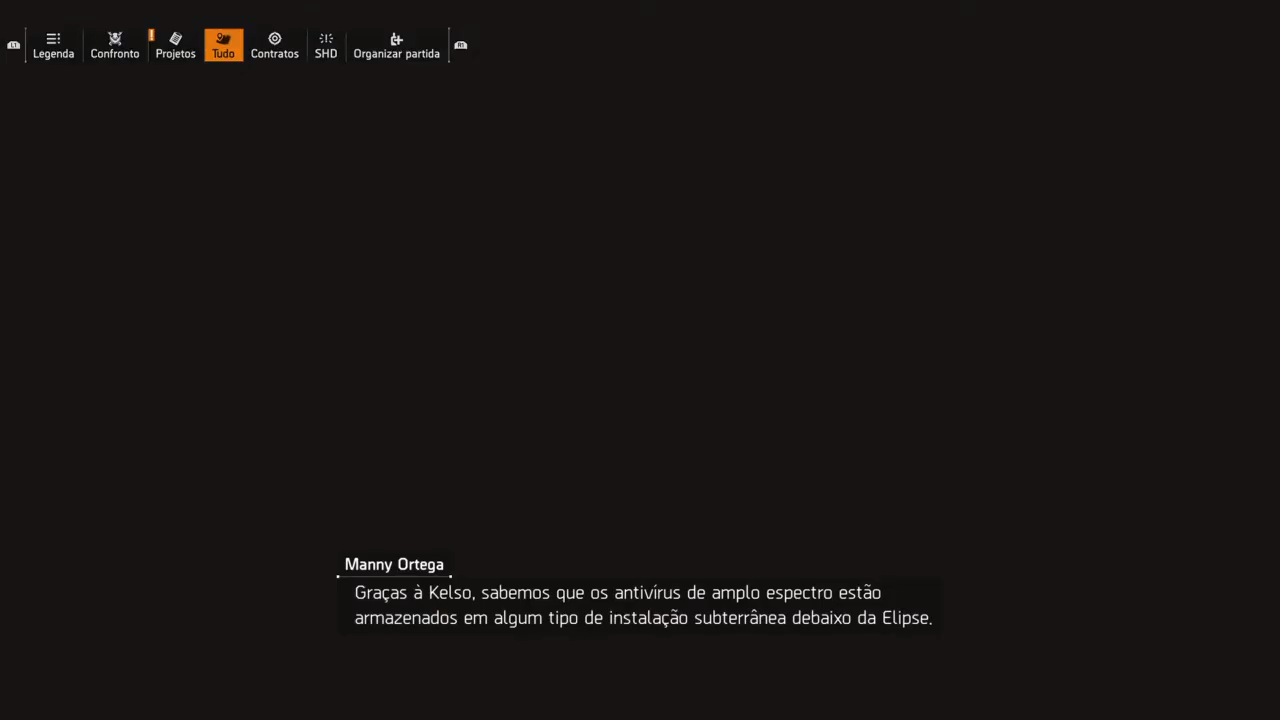 Legenda
Confronto
Projetos
Tudo
Contratos
SHD
Organizar partida
Manny Ortega
Graças à Kelso, sabemos que os antivírus de amplo espectro estão
armazenados em algum tipo de instalação subterrânea debaixo da Elipse.